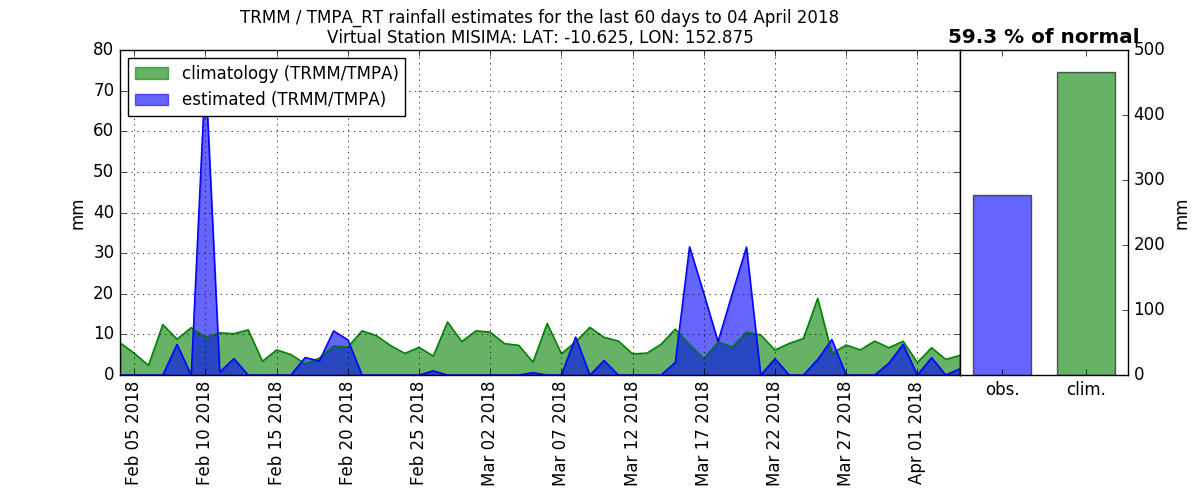 TRMM / TMPA_RT rainfall estimates for the last 60 days to 04 April 2018
Virtual Station MISIMA: LAT: -10.625, LON: 152.875
59.3 % of normal
climatology (TRMM/TMPA)
estimated (TRMM/TMPA)
80
70
60
50
40
30
20
10
0
mm
Feb 05 2018
Feb 10 2018
Feb 15 2018
Feb 20 2018
Feb 25 2018
Mar 02 2018
Mar 07 2018
Mar 12 2018
Mar 17 2018
Mar 22 2018
Mar 27 2018
Apr 01 2018
500
400
300
200
100
0
mm
obs.
clim.